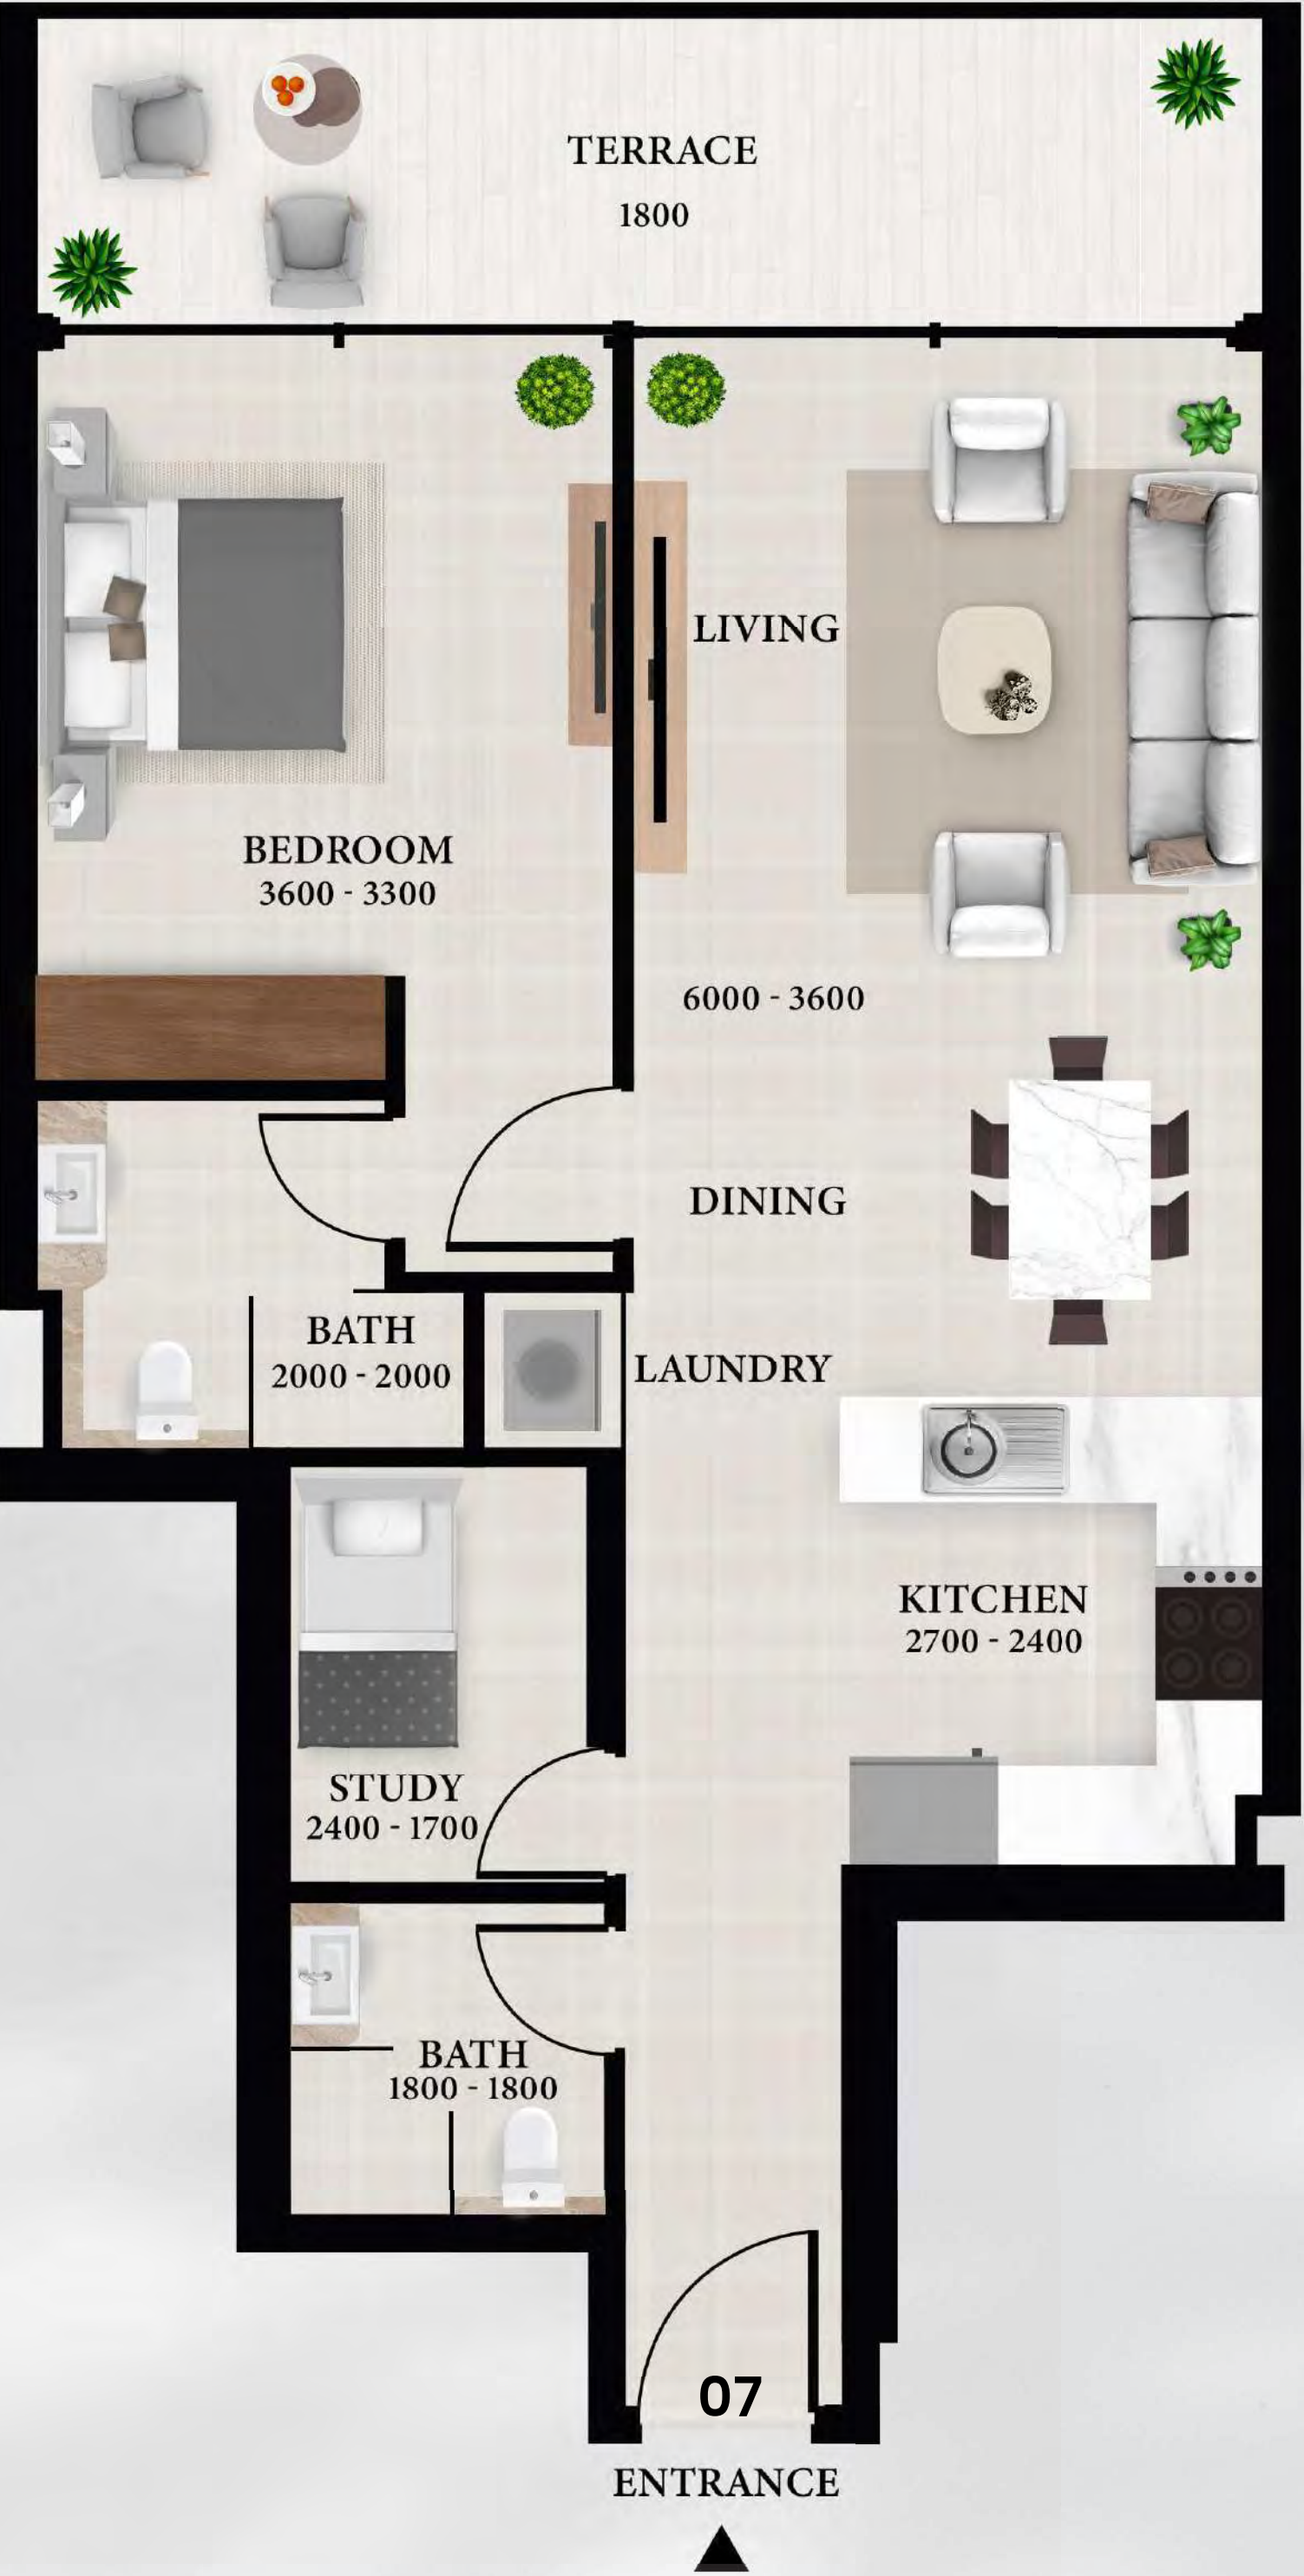 TERRACE
1800
LIVING
BEDROOM
3600 - 3300
6000 - 3600
DINING
BATH
2000 - 2000
LAUNDRY
KITCHEN
2700 - 2400
STUDY
2400 - 1700
BATH
1800 - 1800
07
ENTRANCE